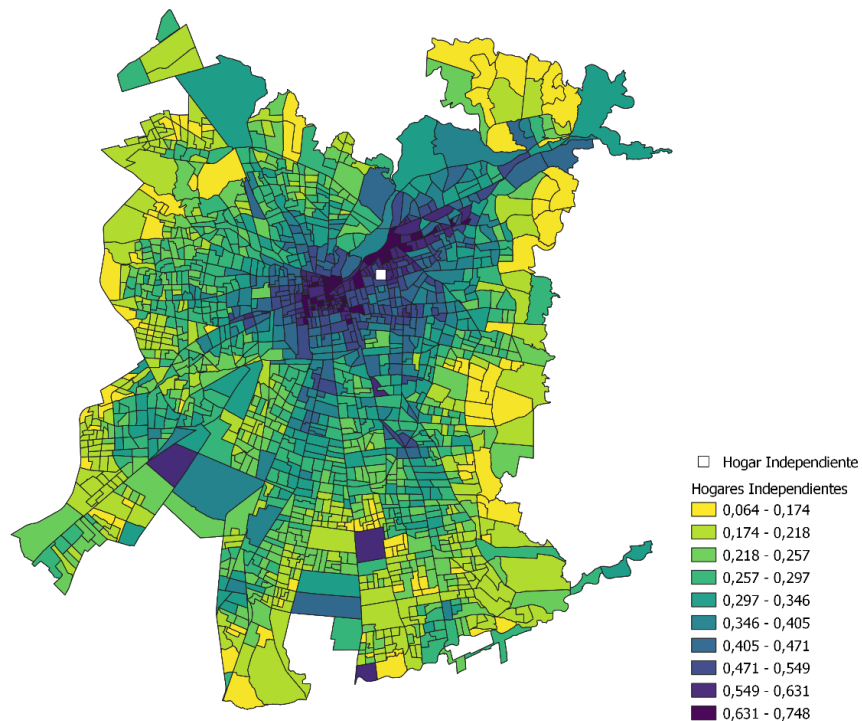 Hogar Independiente
Hogares Independientes
0,064 - 0,174
0,174 - 0,218
0,218 - 0,257
0,257 - 0,297
0,297 - 0,346
0,346 - 0,405
0,405 - 0,471
0,471 - 0,549
0,549 - 0,631
0,631 - 0,748